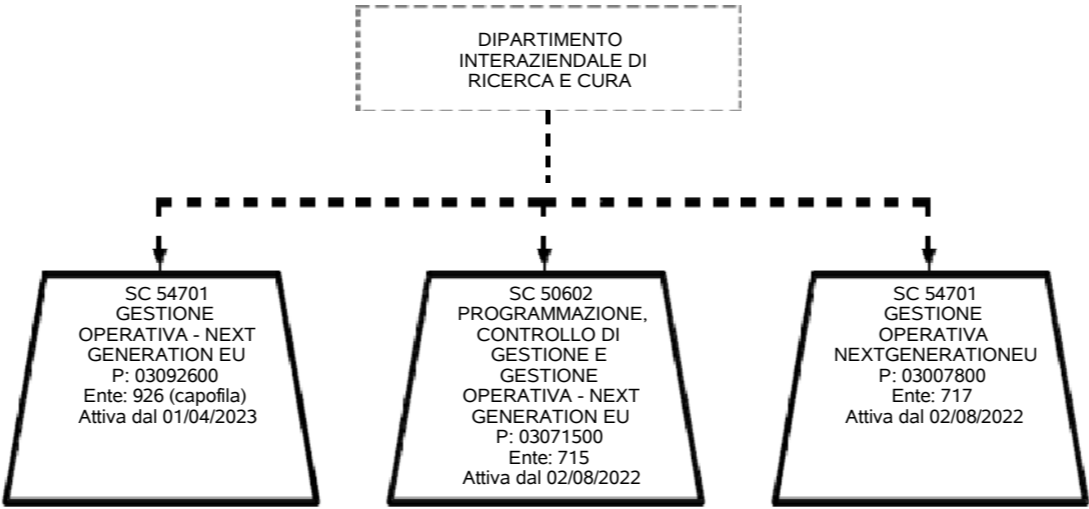 DIPARTIMENTO
INTERAZIENDALE DI
RICERCA E CURA
SC 54701
GESTIONE
OPERATIVA - NEXT
GENERATION EU
P: 03092600
Ente: 926 (capofila)
Attiva dal 01/04/2023
SC 50602
PROGRAMMAZIONE,
CONTROLLO DI
GESTIONE E
GESTIONE
OPERATIVA - NEXT
GENERATION EU
P: 03071500
Ente: 715
Attiva dal 02/08/2022
SC 54701
GESTIONE
OPERATIVA
NEXTGENERATIONEU
P: 03007800
Ente: 717
Attiva dal 02/08/2022